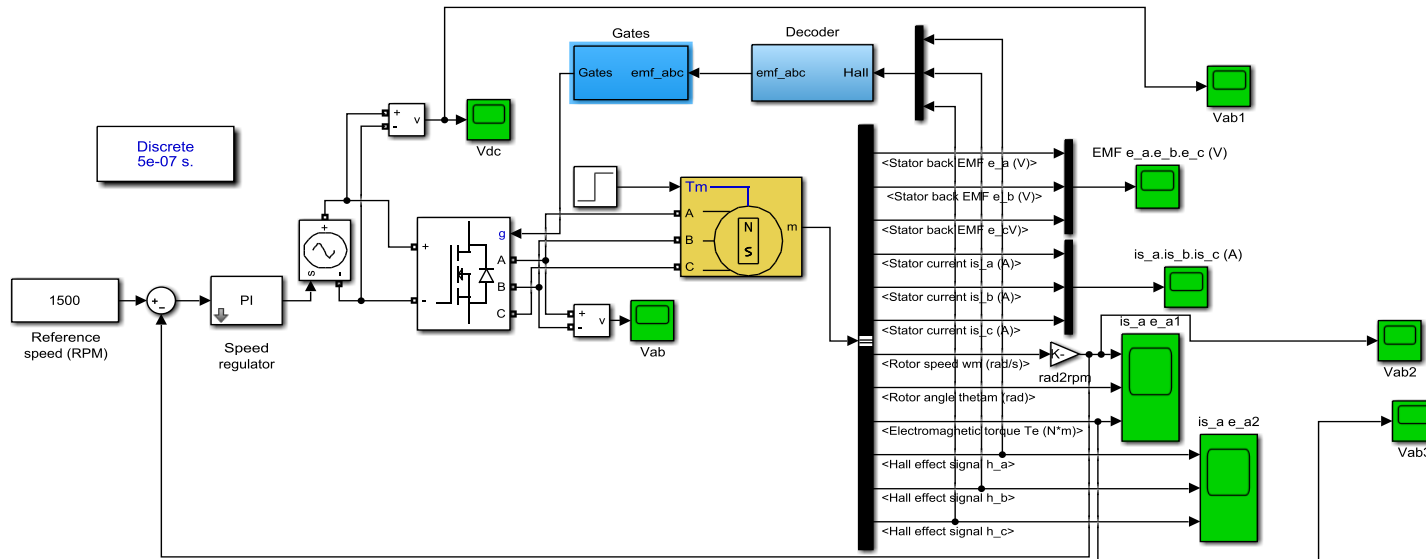 Gates
Decoder
Gates
emf_abc
emf_abc
Hall
Vab1
+
-
v
Vdc
Discrete
5e-07 s.
<Stator back EMF e_a (V)>
EMF e_a.e_b.e_c (V)
Tm
<Stator back EMF e_b (V)>
A
B
C
N
S
m
<Stator back EMF e_cV)>
+
s
-
g
+
-
A
B
C
<Stator current is_a (A)>
is_a.is_b.is_c (A)
<Stator current is_b (A)>
1500
+
-
PI
+
-
v
<Stator current is_c (A)>
Reference
speed (RPM)
Speed
regulator
Vab
K-
is_a e_a1
<Rotor speed wm (rad/s)>
rad2rpm
Vab2
<Rotor angle thetam (rad)>
<Electromagnetic torque Te (N*m)>
is_a e_a2
Vab3
<Hall effect signal h_a>
<Hall effect signal h_b>
<Hall effect signal h_c>